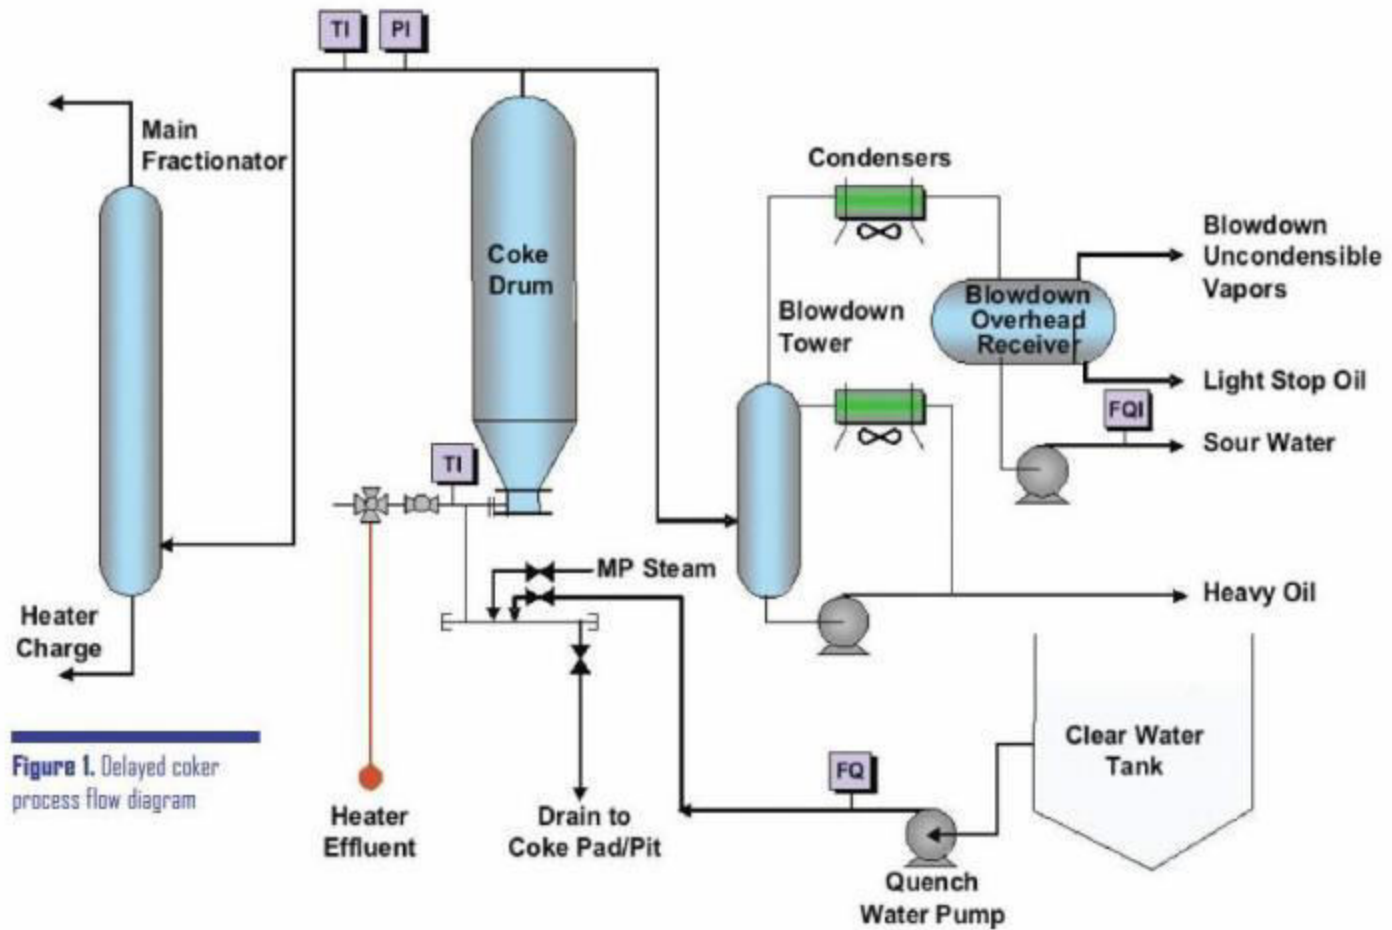 TI
PI
Main
Fractionator
Condensers
Coke
Drum
Blowdown
Uncondensible
Vapors
Blowdown
Overhead
Receiver
Blowdown
Tower
Light Stop Oil
FQI
Sour Water
TI
MP Steam
Heavy Oil
Heater
Charge
Clear Water
Tank
Figure 1. Delayed coker
process flow diagram
FQ
Heater
Effluent
Drain to
Coke Pad/Pit
Quench
Water Pump